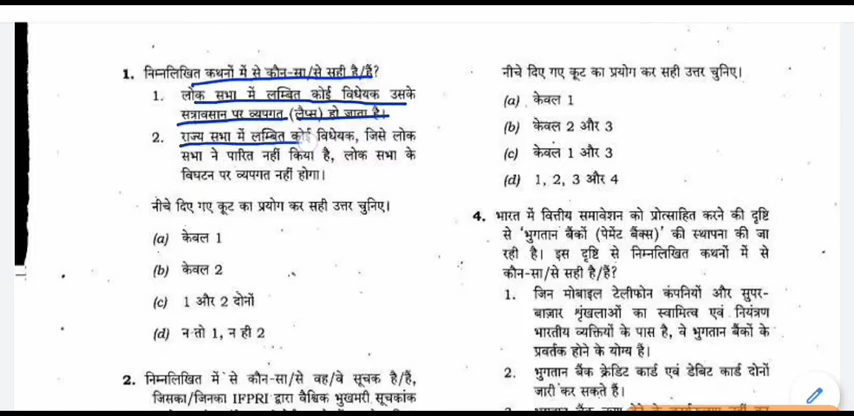 1. निम्नलिखित कथनों में से कौन-सा/से सही है/हैं?
1. लोक सभा में लम्बित कोई विधेयक उसके
सत्रावसान पर व्यपगत (लैप्स) हो जाता है।
2. राज्य सभा में लम्बित कोई विधेयक, जिसे लोक
सभा ने पारित नहीं किया है, लोक सभा के
विघटन पर व्यपगत नहीं होगा।
नीचे दिए गए कूट का प्रयोग कर सही उत्तर चुनिए।
(a) केवल 1
(b) केवल 2
(c) 1 और 2 दोनों
(d) न तो 1, न ही 2
2. निम्नलिखित में से कौन-सा/से वह/वे सूचक है/हैं,
जिसका/जिनका IFPRI द्वारा वैश्विक भुखमरी सूचकांक
नीचे दिए गए कूट का प्रयोग कर सही उत्तर चुनिए।
(a) केवल 1
(b) केवल 2 और 3
(c) केवल 1 और 3
(d) 1, 2, 3 और 4
4. भारत में वित्तीय समावेशन को प्रोत्साहित करने की दृष्टि
से ‘भुगतान बैंकों (पेमेंट बैंक्स)’ की स्थापना की जा
रही है। इस दृष्टि से निम्नलिखित कथनों में से
कौन-सा/से सही है/हैं?
1. जिन मोबाइल टेलीफोन कंपनियों और सुपर-
बाज़ार शृंखलाओं का स्वामित्व एवं नियंत्रण
भारतीय व्यक्तियों के पास है, वे भुगतान बैंकों के
प्रवर्तक होने के योग्य हैं।
2. भुगतान बैंक क्रेडिट कार्ड एवं डेबिट कार्ड दोनों
जारी कर सकते हैं।